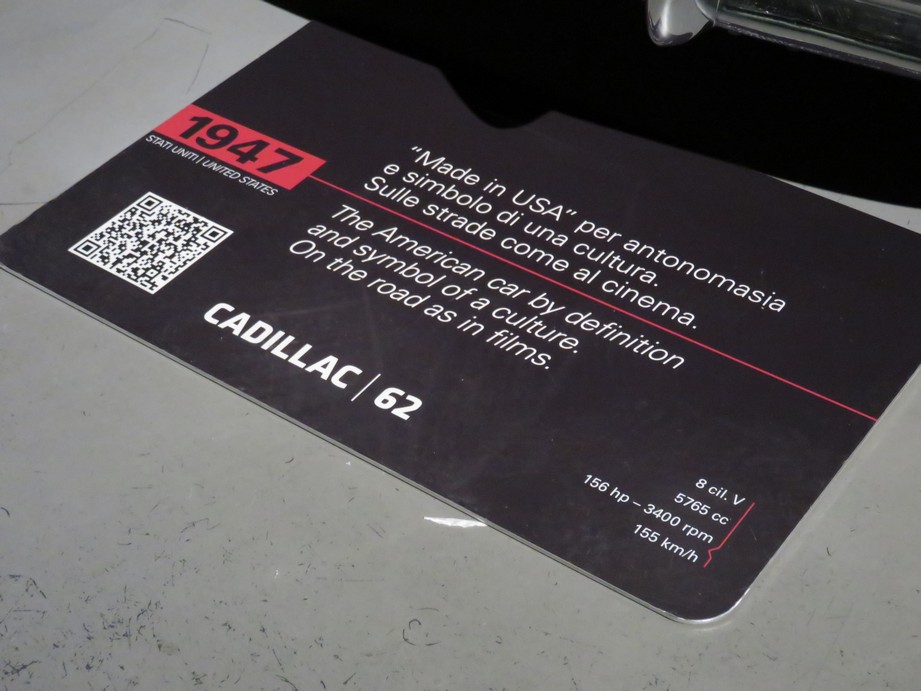 1947
STATI UNITI | UNITED STATES
"Made in USA" per antonomasia
e simbolo di una cultura.
Sulle strade come al cinema.
The American car by definition
and symbol of a culture.
On the road as in films.
CADILLAC | 62
8 cil. V
5765 cc
156 hp – 3400 rpm
155 km/h